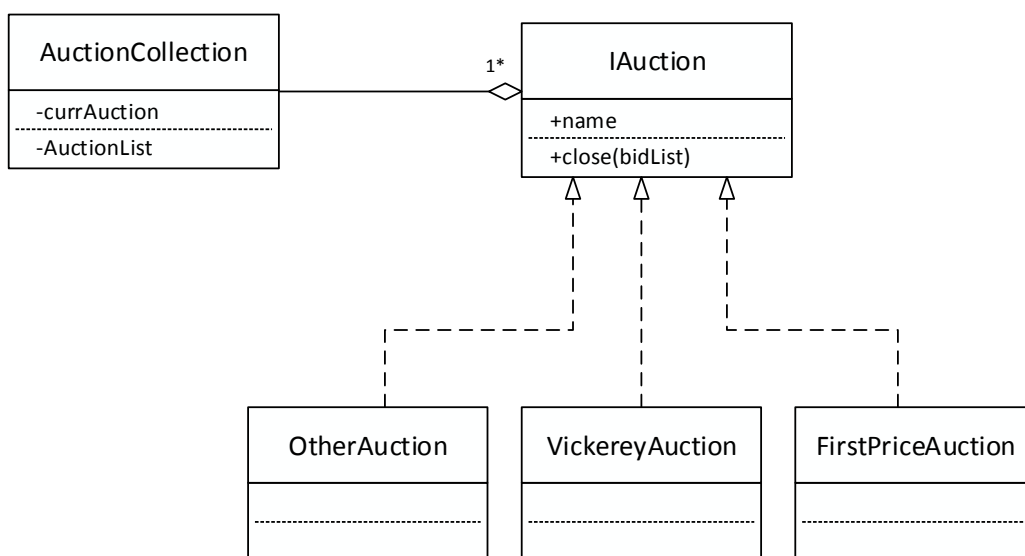 AuctionCollection
-currAuction
-AuctionList
1*
IAuction
+name
+close(bidList)
OtherAuction
VickereyAuction
FirstPriceAuction